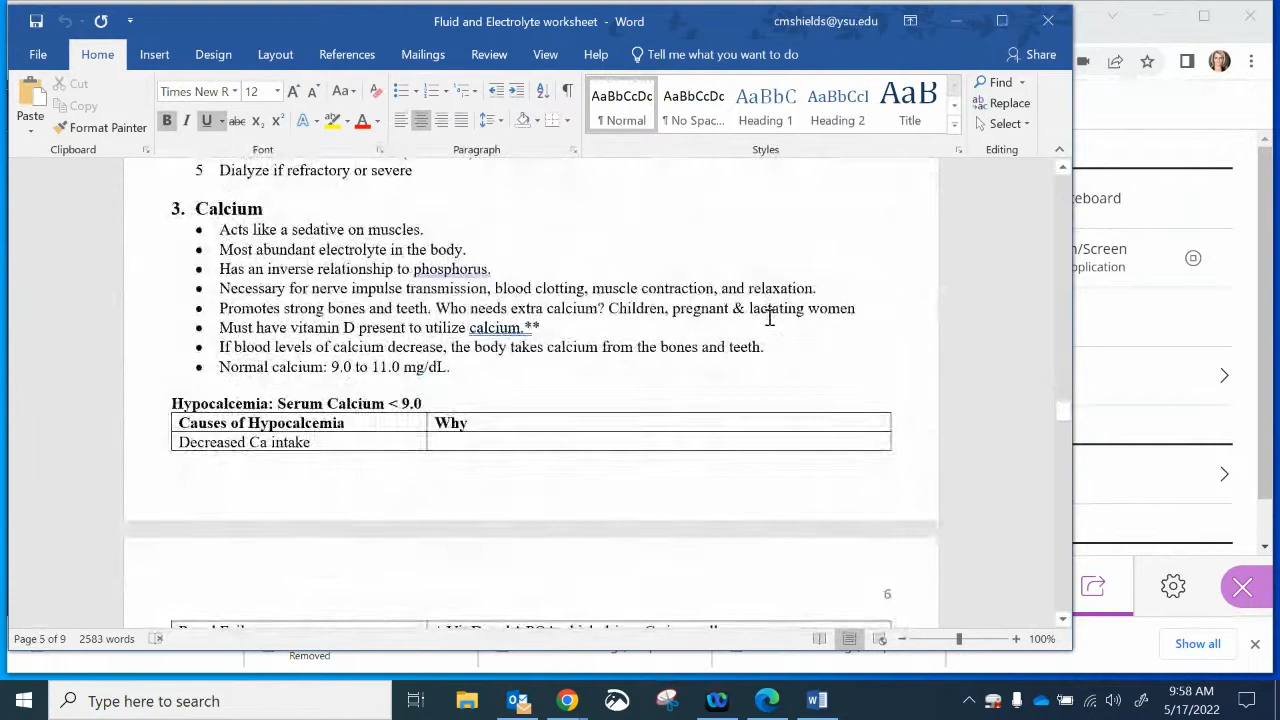 Fluid and Electrolyte worksheet - Word
cmshields@ysu.edu
File Home Insert Design Layout References Mailings Review View Help Tell me what you want to do Share
Cut
Copy
Paste
Format Painter
Times New R 12
Find
Replace
Select
AaBbCcDc AaBbCcDc AaBbC AaBbCcI AaB
¶ Normal ¶ No Spac... Heading 1 Heading 2 Title
Clipboard Font Paragraph Styles Editing
5 Dialyze if refractory or severe
3. Calcium
• Acts like a sedative on muscles.
• Most abundant electrolyte in the body.
• Has an inverse relationship to phosphorus.
• Necessary for nerve impulse transmission, blood clotting, muscle contraction, and relaxation.
• Promotes strong bones and teeth. Who needs extra calcium? Children, pregnant & lactating women
• Must have vitamin D present to utilize calcium.**
• If blood levels of calcium decrease, the body takes calcium from the bones and teeth.
• Normal calcium: 9.0 to 11.0 mg/dL.
Hypocalcemia: Serum Calcium < 9.0
Causes of Hypocalcemia Why
Decreased Ca intake
6
Page 5 of 9 2583 words
100%
Removed
teboard
n/Screen
pplication
Show all
Type here to search
9:58 AM
5/17/2022